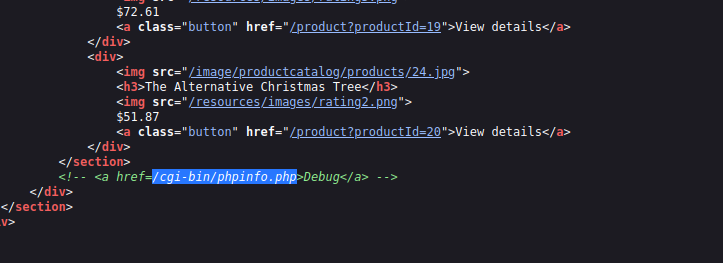 $72.61
<a class="button" href="/product?productId=19">View details</a>
</div>
<div>
<img src="/image/productcatalog/products/24.jpg">
<h3>The Alternative Christmas Tree</h3>
<img src="/resources/images/rating2.png">
$51.87
<a class="button" href="/product?productId=20">View details</a>
</div>
</section>
<!-- <a href=/cgi-bin/phpinfo.php>Debug</a> -->
</div>
</section>
v>